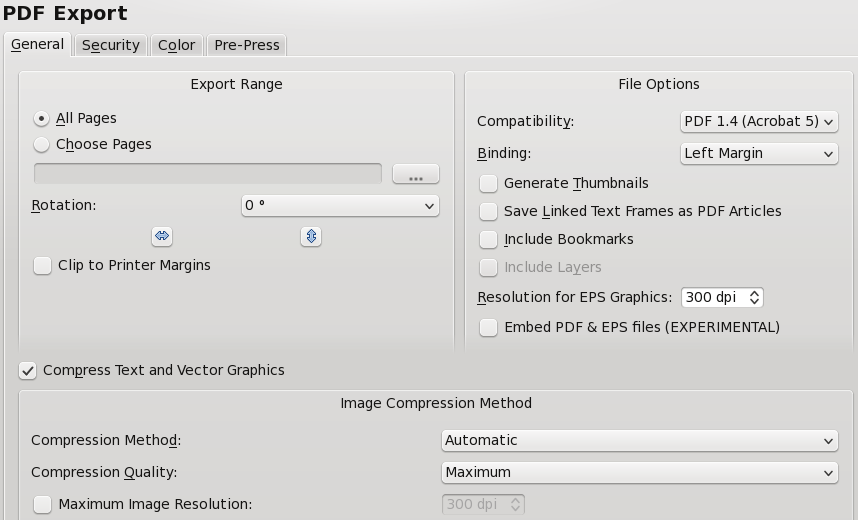 PDF Export
General Security Color Pre-Press
Export Range
All Pages
Choose Pages
...
Rotation: 0 °
Clip to Printer Margins
File Options
Compatibility: PDF 1.4 (Acrobat 5)
Binding: Left Margin
Generate Thumbnails
Save Linked Text Frames as PDF Articles
Include Bookmarks
Include Layers
Resolution for EPS Graphics: 300 dpi
Embed PDF & EPS files (EXPERIMENTAL)
Compress Text and Vector Graphics
Image Compression Method
Compression Method: Automatic
Compression Quality: Maximum
Maximum Image Resolution: 300 dpi